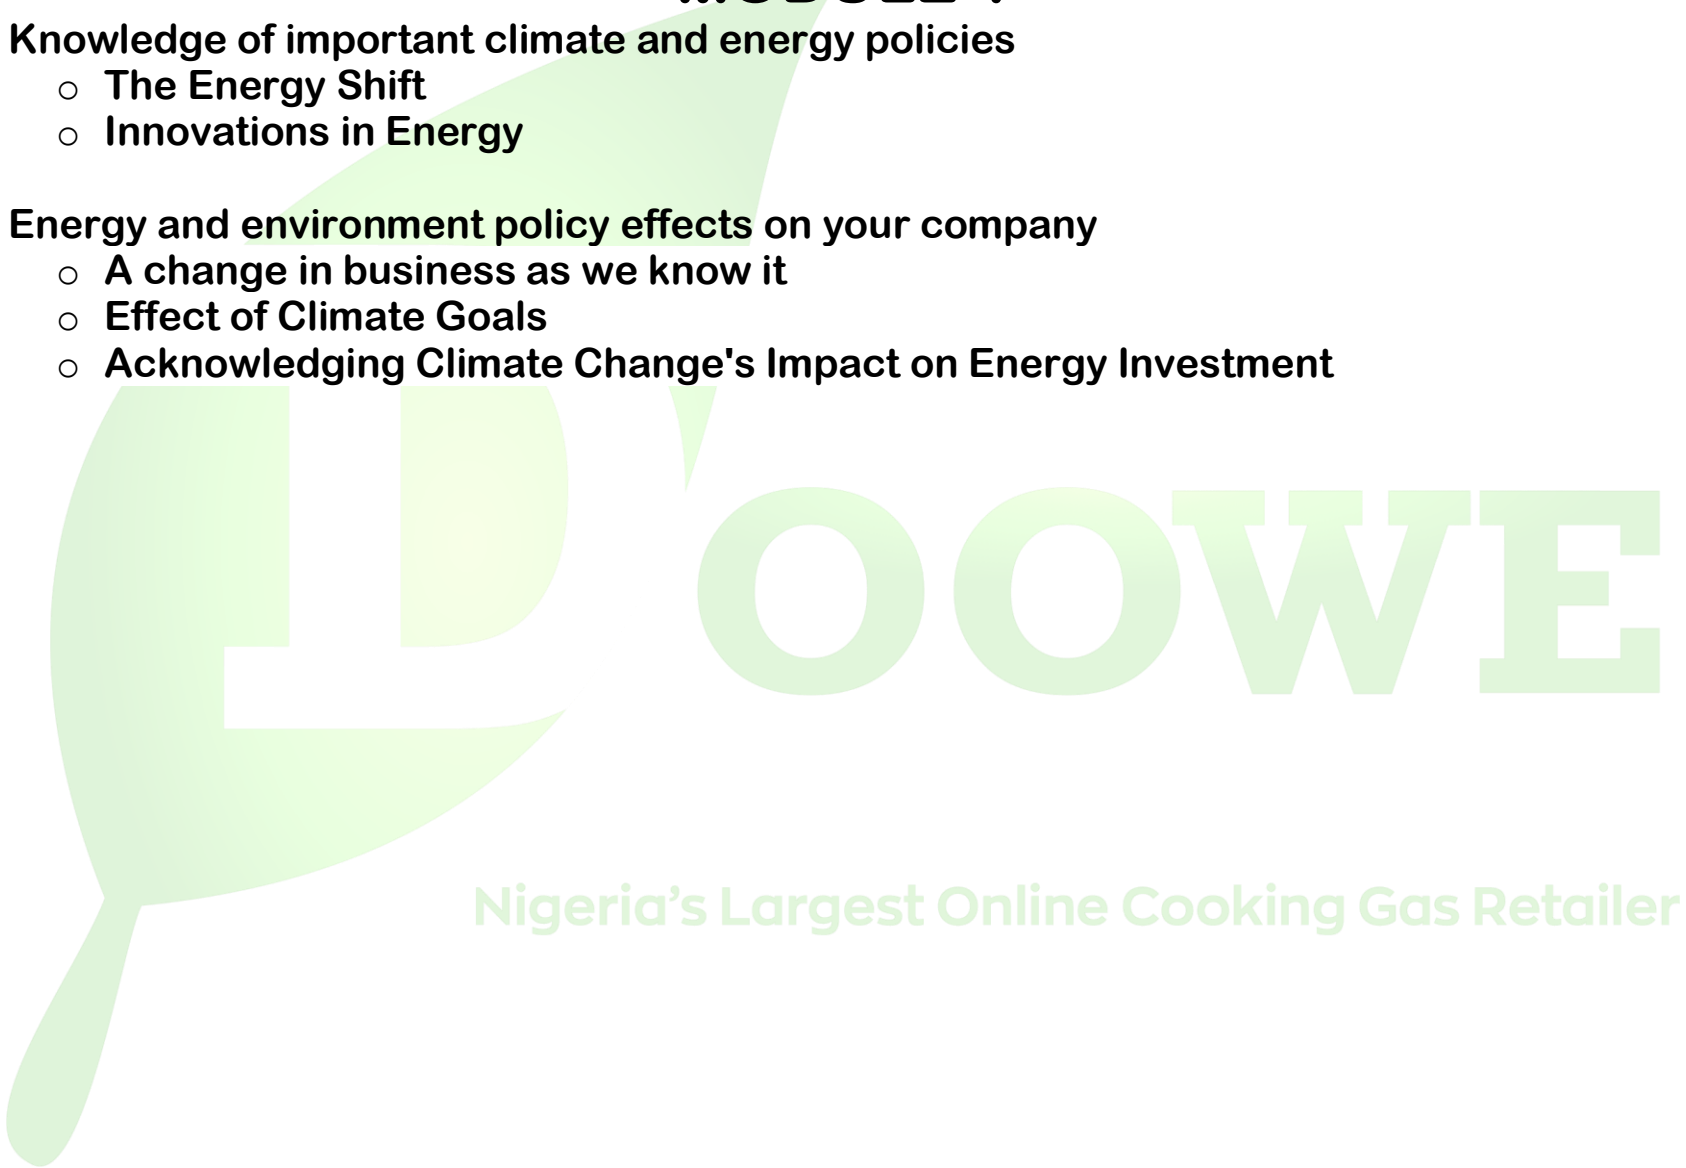 Knowledge of important climate and energy policies
○ The Energy Shift
○ Innovations in Energy
Energy and environment policy effects on your company
○ A change in business as we know it
○ Effect of Climate Goals
○ Acknowledging Climate Change's Impact on Energy Investment
D'OOWE
Nigeria's Largest Online Cooking Gas Retailer